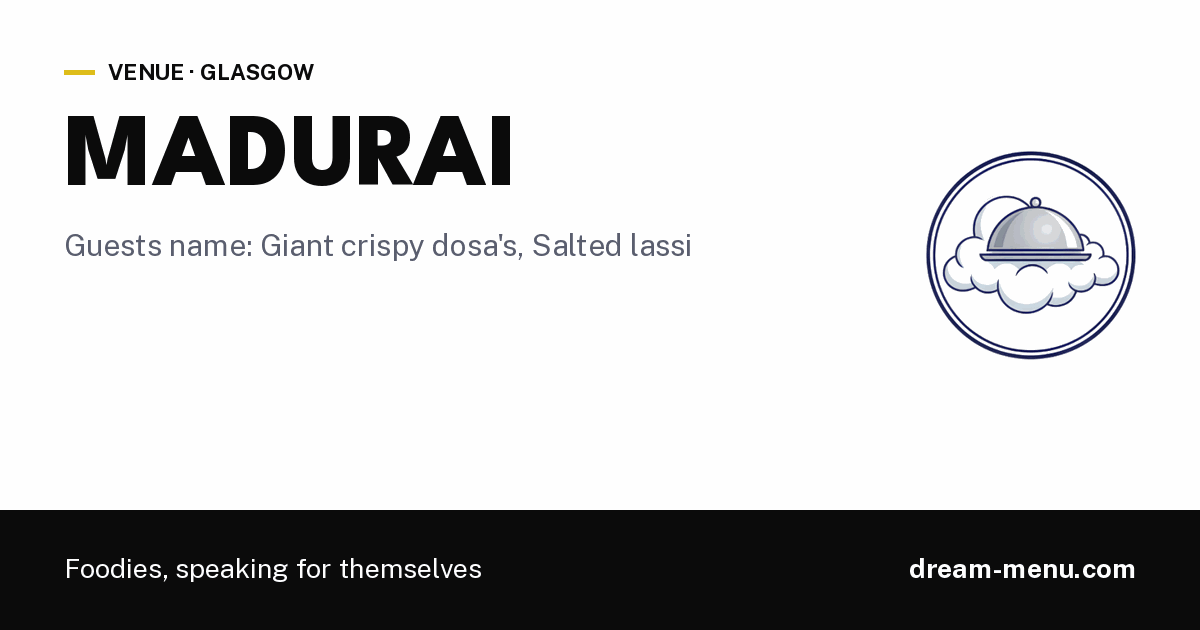 VENUE · GLASGOW
MADURAI
Guests name: Giant crispy dosa's, Salted lassi
Foodies, speaking for themselves
dream-menu.com